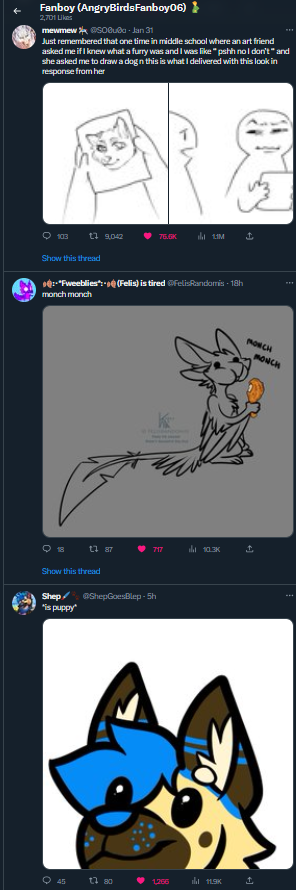 Fanboy (AngryBirdsFanboy06)
2,701 Likes
mewmew @SO0u0o · Jan 31
Just remembered that one time in middle school where an art friend
asked me if I knew what a furry was and I was like " pshh no I don't " and
she asked me to draw a dog n this is what I delivered with this look in
response from her
103 9,042 76.6K 1.1M
Show this thread
:･*Fweeblies*:･ (Felis) is tired @FelisRandomis · 18h
monch monch
MONCH
MONCH
18 87 717 10.3K
Show this thread
Shep @ShepGoesBlep · 5h
*is puppy*
45 80 1,266 11.9K